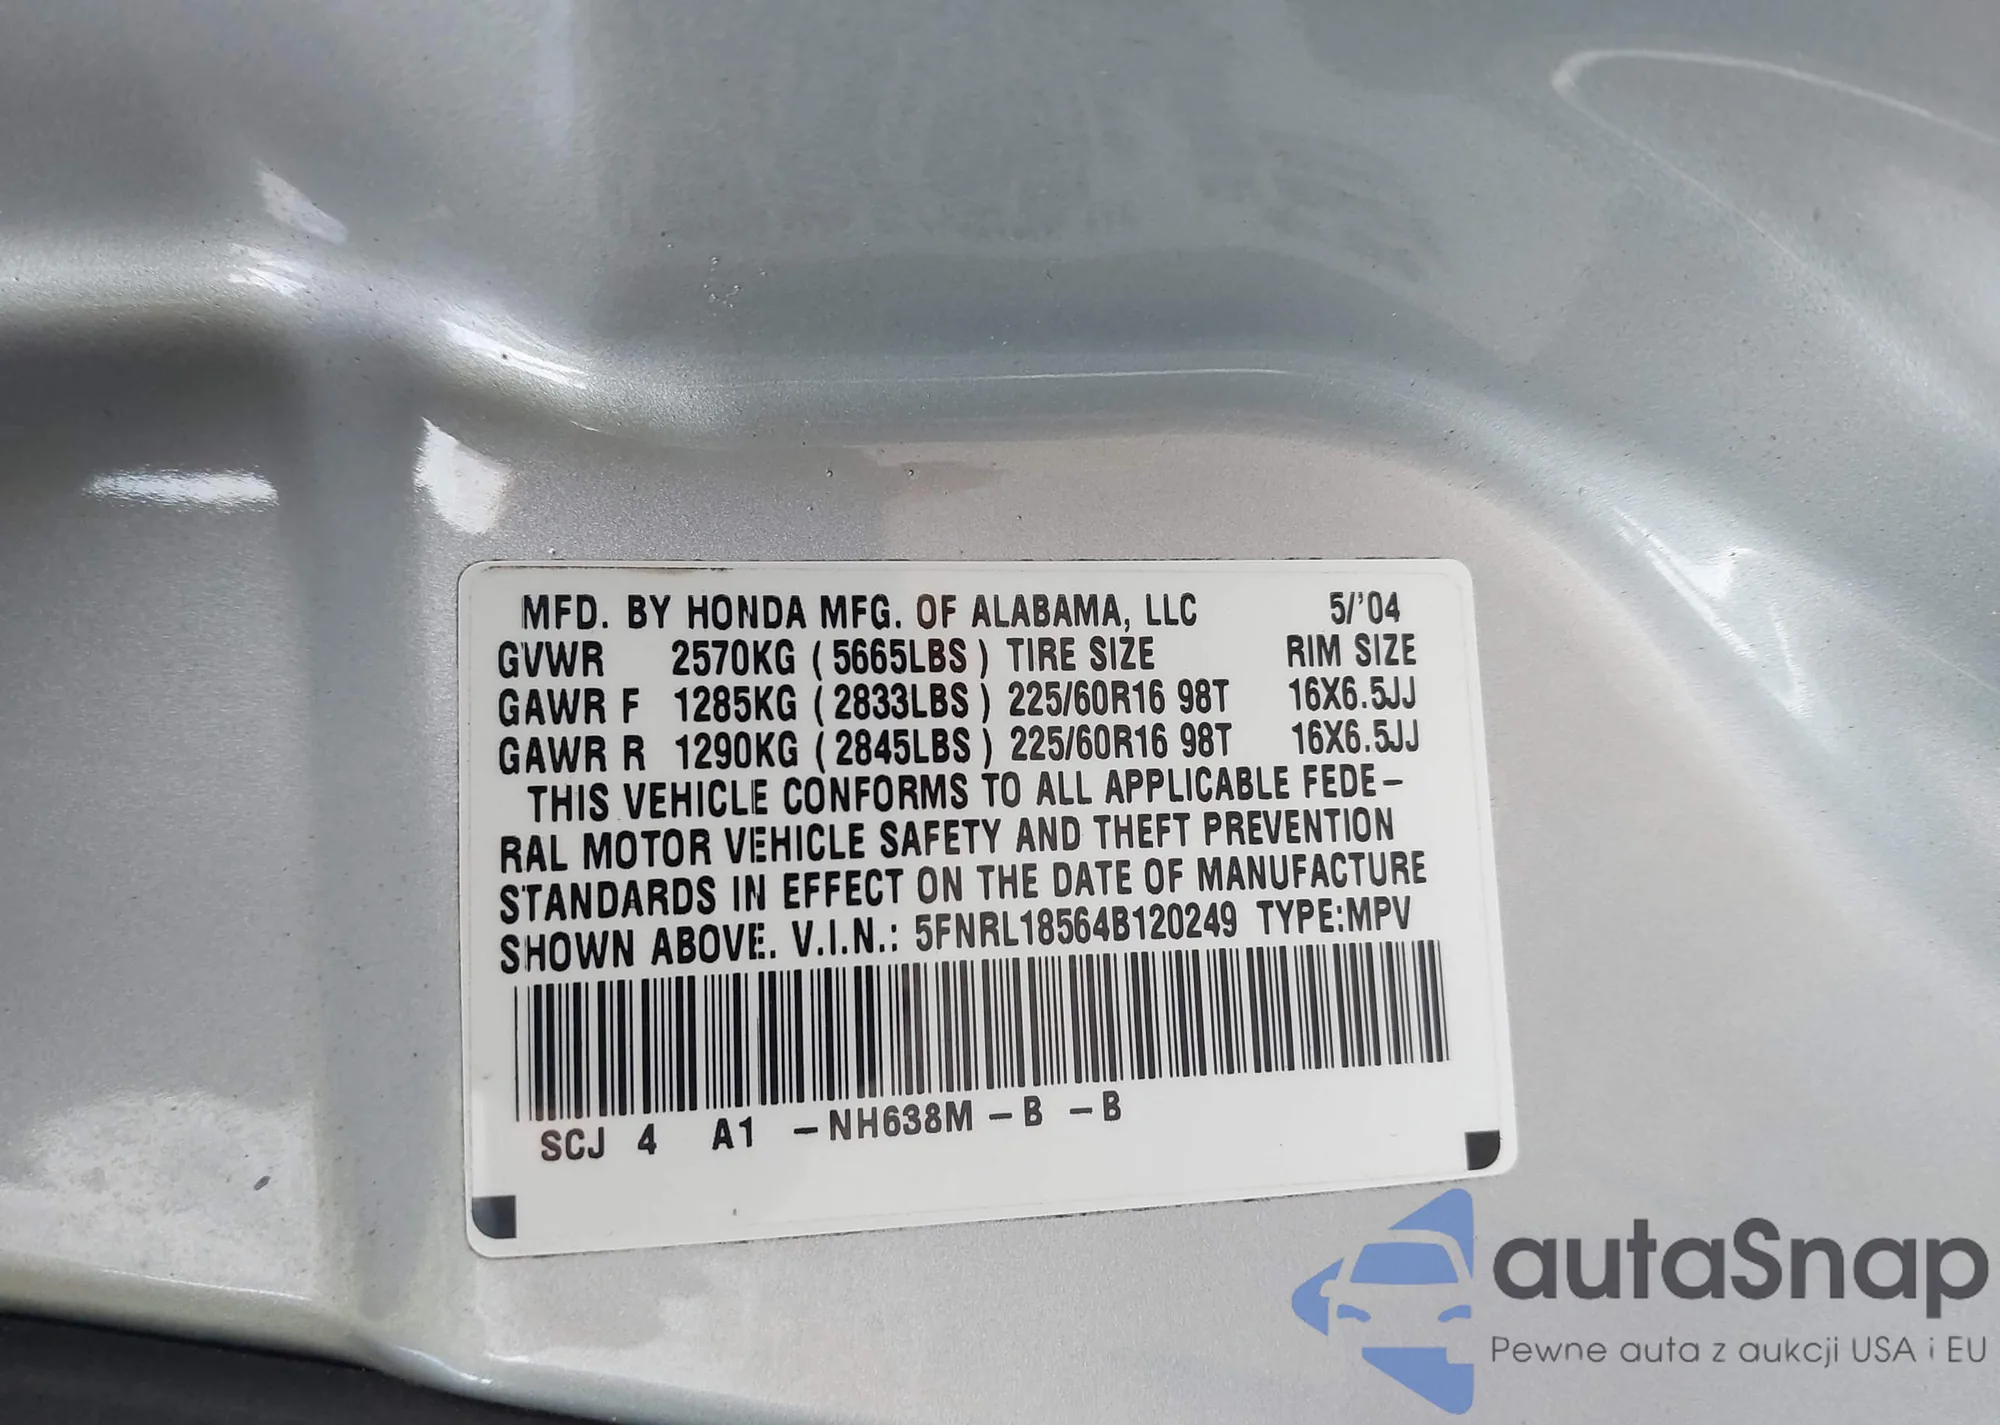 MFD. BY HONDA MFG. OF ALABAMA, LLC 5/'04
GVWR 2570KG ( 5665LBS ) TIRE SIZE RIM SIZE
GAWR F 1285KG ( 2833LBS ) 225/60R16 98T 16X6.5JJ
GAWR R 1290KG ( 2845LBS ) 225/60R16 98T 16X6.5JJ
THIS VEHICLE CONFORMS TO ALL APPLICABLE FEDE-
RAL MOTOR VEHICLE SAFETY AND THEFT PREVENTION
STANDARDS IN EFFECT ON THE DATE OF MANUFACTURE
SHOWN ABOVE. V.I.N.: 5FNRL18564B120249 TYPE:MPV
SCJ 4 A1 -NH638M-B -B
autaSnap
Pewne auta z aukcji USA i EU